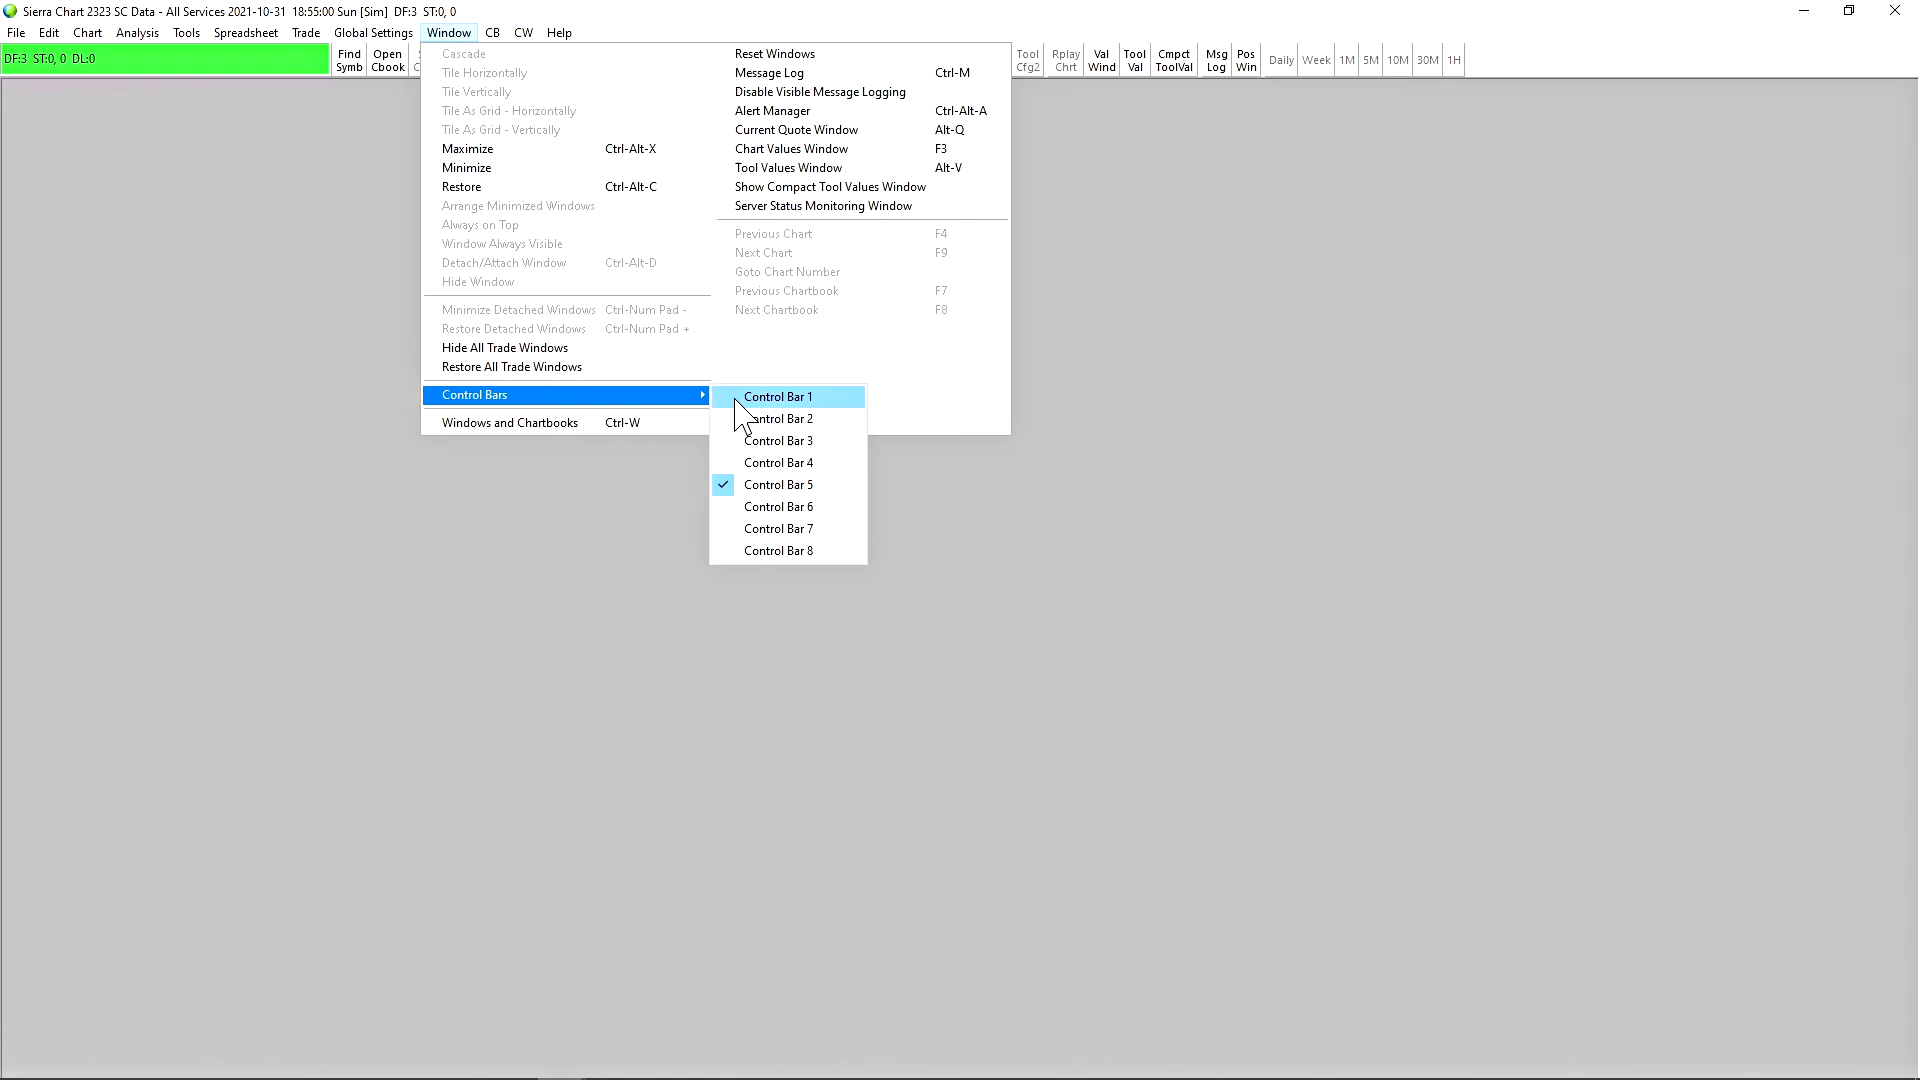 Sierra Chart 2323 SC Data - All Services 2021-10-31 18:55:00 Sun [Sim] DF:3 ST:0, 0
File Edit Chart Analysis Tools Spreadsheet Trade Global Settings Window CB CW Help
DF:3 ST:0, 0 DL:0
Find Symb
Open Cbook
Tool Cfg2
Rplay Chrt
Val Wind
Tool Val
Cmpct ToolVal
Msg Log
Pos Win
Daily Week 1M 5M 10M 30M 1H
Cascade
Tile Horizontally
Tile Vertically
Tile As Grid - Horizontally
Tile As Grid - Vertically
Maximize Ctrl-Alt-X
Minimize
Restore Ctrl-Alt-C
Arrange Minimized Windows
Always on Top
Window Always Visible
Detach/Attach Window Ctrl-Alt-D
Hide Window
Minimize Detached Windows Ctrl-Num Pad -
Restore Detached Windows Ctrl-Num Pad +
Hide All Trade Windows
Restore All Trade Windows
Control Bars
Windows and Chartbooks Ctrl-W
Reset Windows
Message Log Ctrl-M
Disable Visible Message Logging
Alert Manager Ctrl-Alt-A
Current Quote Window Alt-Q
Chart Values Window F3
Tool Values Window Alt-V
Show Compact Tool Values Window
Server Status Monitoring Window
Previous Chart F4
Next Chart F9
Goto Chart Number
Previous Chartbook F7
Next Chartbook F8
Control Bar 1
Control Bar 2
Control Bar 3
Control Bar 4
Control Bar 5
Control Bar 6
Control Bar 7
Control Bar 8